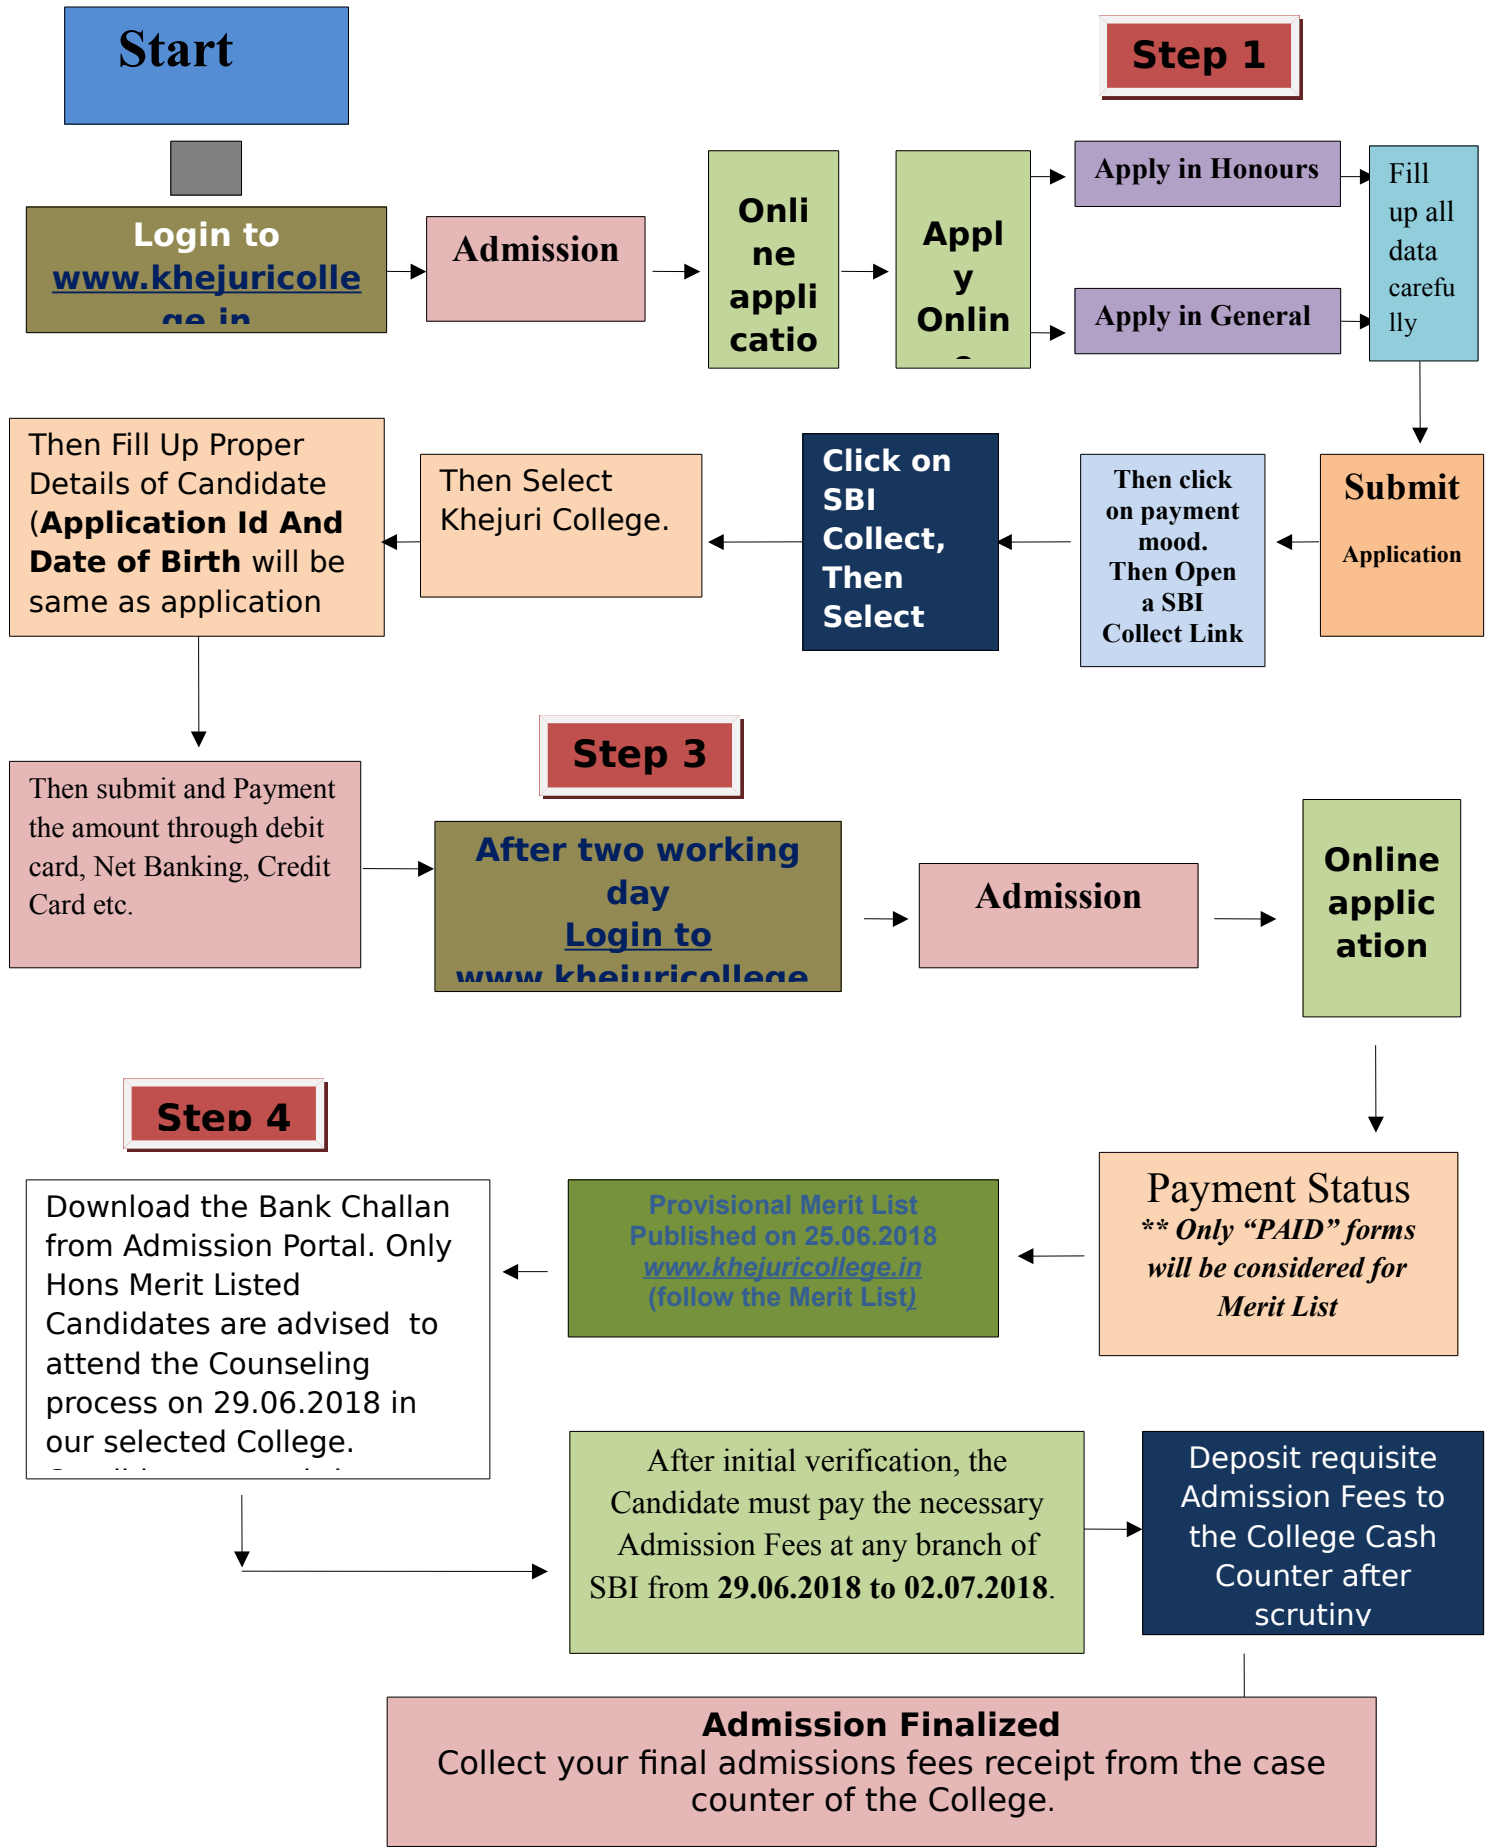 Start
Step 1
Login to
www.khejuricolle
ge.in
Admission
Onli
ne
appli
catio
Appl
y
Onlin
Apply in Honours
Apply in General
Fill
up all
data
carefu
lly
Submit
Application
Then click
on payment
mood.
Then Open
a SBI
Collect Link
Click on
SBI
Collect,
Then
Select
Then Select
Khejuri College.
Then Fill Up Proper
Details of Candidate
(Application Id And
Date of Birth will be
same as application
Then submit and Payment
the amount through debit
card, Net Banking, Credit
Card etc.
Step 3
After two working
day
Login to
www.khejuricollege
Admission
Online
applic
ation
Payment Status
** Only “PAID” forms
will be considered for
Merit List
Provisional Merit List
Published on 25.06.2018
www.khejuricollege.in
(follow the Merit List)
Step 4
Download the Bank Challan
from Admission Portal. Only
Hons Merit Listed
Candidates are advised  to
attend the Counseling
process on 29.06.2018 in
our selected College.
After initial verification, the
Candidate must pay the necessary
Admission Fees at any branch of
SBI from 29.06.2018 to 02.07.2018.
Deposit requisite
Admission Fees to
the College Cash
Counter after
scrutiny
Admission Finalized
Collect your final admissions fees receipt from the case
counter of the College.